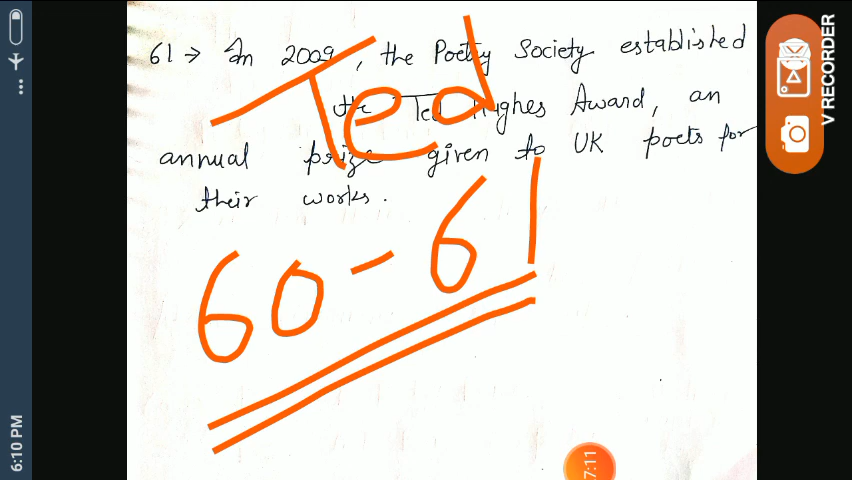 61 → In 2009, the Poetry Society established
the Ted Hughes Award, an
annual prize given to UK poets for
their works.
Ted
60-61
V RECORDER
6:10 PM
7:11